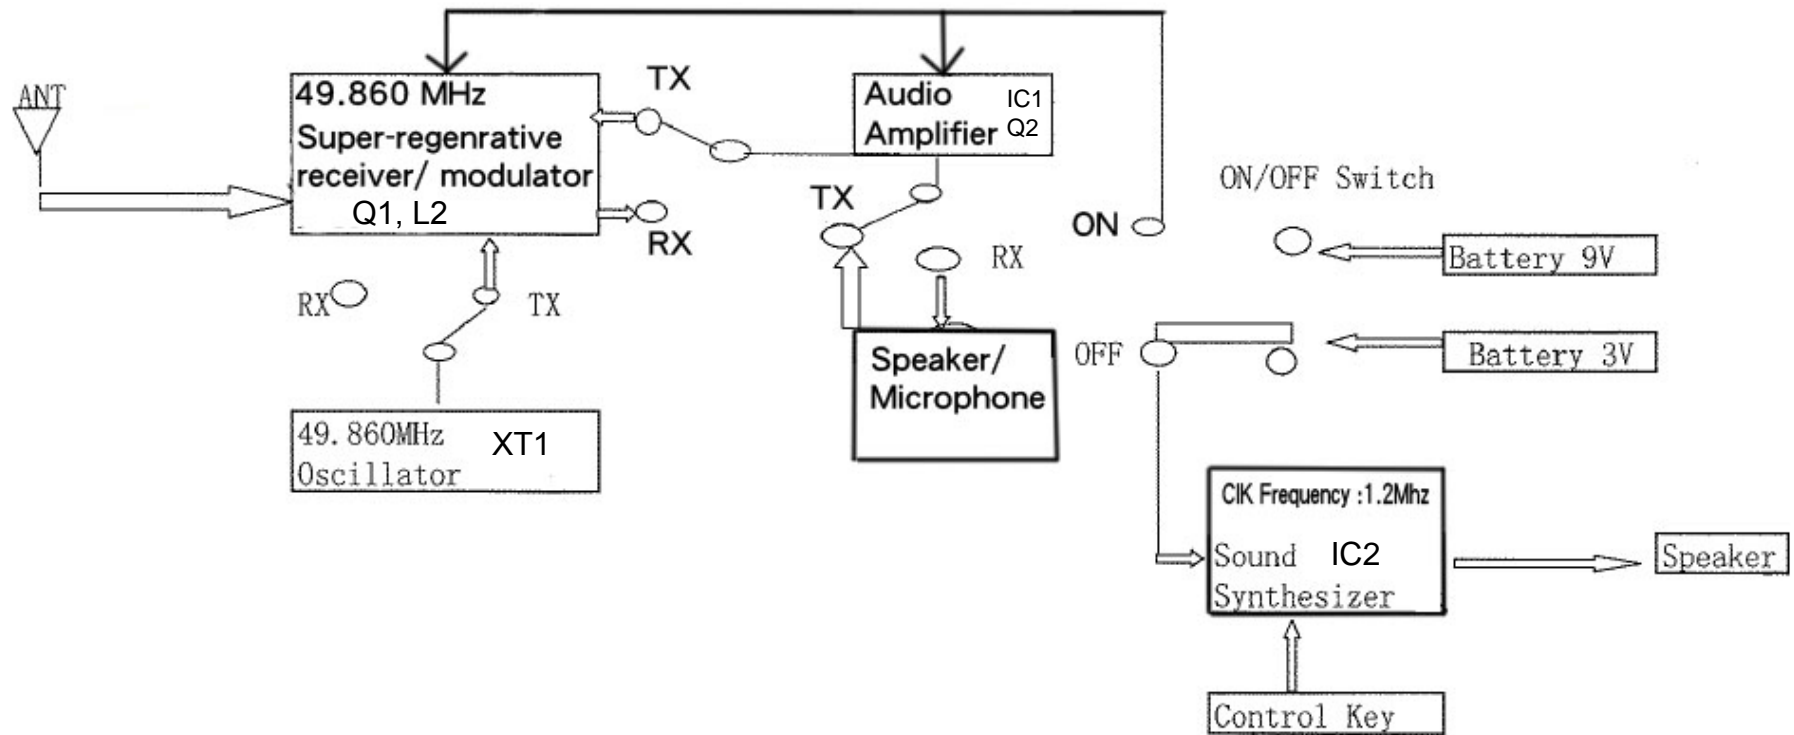 ANT
49.860 MHz
Super-regenrative
receiver/ modulator
Q1, L2
TX
RX
Audio
Amplifier
IC1
Q2
TX
RX
ON
ON/OFF Switch
Battery 9V
OFF
Battery 3V
RX
TX
49.860MHz
Oscillator
XT1
Speaker/
Microphone
ClK Frequency :1.2Mhz
Sound IC2
Synthesizer
Speaker
Control Key